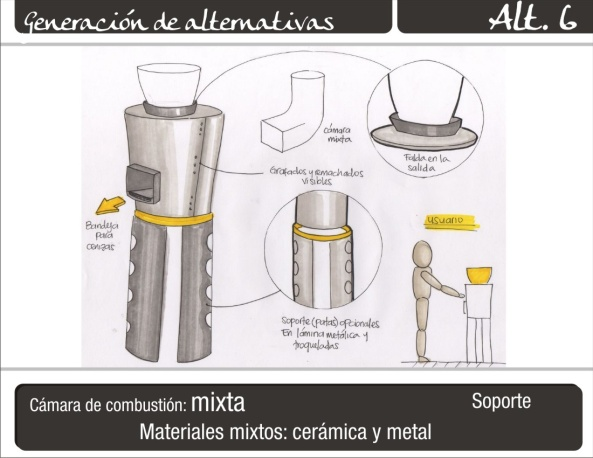 Generación de alternativas
Alt. 6
cámara
mixta
Falda en la
salida
Grafados y remachados
visibles
Bandeja
para
cenizas
usuario
Soporte (patas) opcionales
En lámina metálica y
troqueladas
Cámara de combustión: mixta
Soporte
Materiales mixtos: cerámica y metal